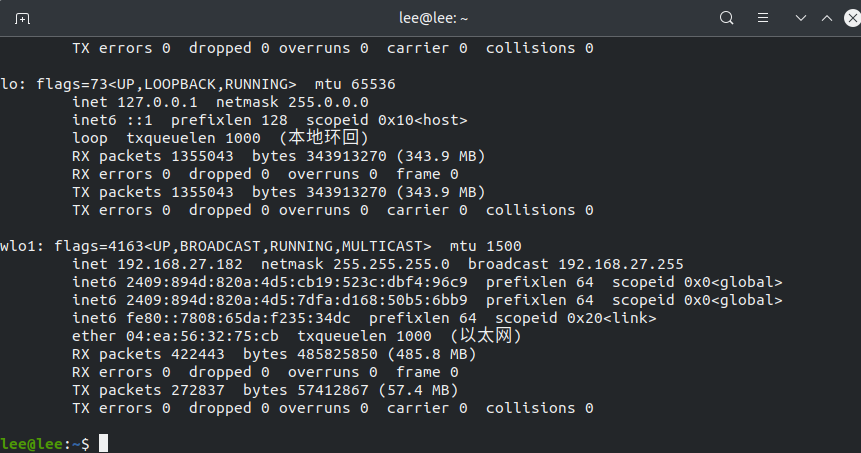 lee@lee: ~
TX errors 0  dropped 0 overruns 0  carrier 0  collisions 0
lo: flags=73<UP,LOOPBACK,RUNNING>  mtu 65536
inet 127.0.0.1  netmask 255.0.0.0
inet6 ::1  prefixlen 128  scopeid 0x10<host>
loop  txqueuelen 1000  (本地环回)
RX packets 1355043  bytes 343913270 (343.9 MB)
RX errors 0  dropped 0  overruns 0  frame 0
TX packets 1355043  bytes 343913270 (343.9 MB)
TX errors 0  dropped 0 overruns 0  carrier 0  collisions 0
wlo1: flags=4163<UP,BROADCAST,RUNNING,MULTICAST>  mtu 1500
inet 192.168.27.182  netmask 255.255.255.0  broadcast 192.168.27.255
inet6 2409:894d:820a:4d5:cb19:523c:dbf4:96c9  prefixlen 64  scopeid 0x0<global>
inet6 2409:894d:820a:4d5:7dfa:d168:50b5:6bb9  prefixlen 64  scopeid 0x0<global>
inet6 fe80::7808:65da:f235:34dc  prefixlen 64  scopeid 0x20<link>
ether 04:ea:56:32:75:cb  txqueuelen 1000  (以太网)
RX packets 422443  bytes 485825850 (485.8 MB)
RX errors 0  dropped 0  overruns 0  frame 0
TX packets 272837  bytes 57412867 (57.4 MB)
TX errors 0  dropped 0 overruns 0  carrier 0  collisions 0
lee@lee:~$